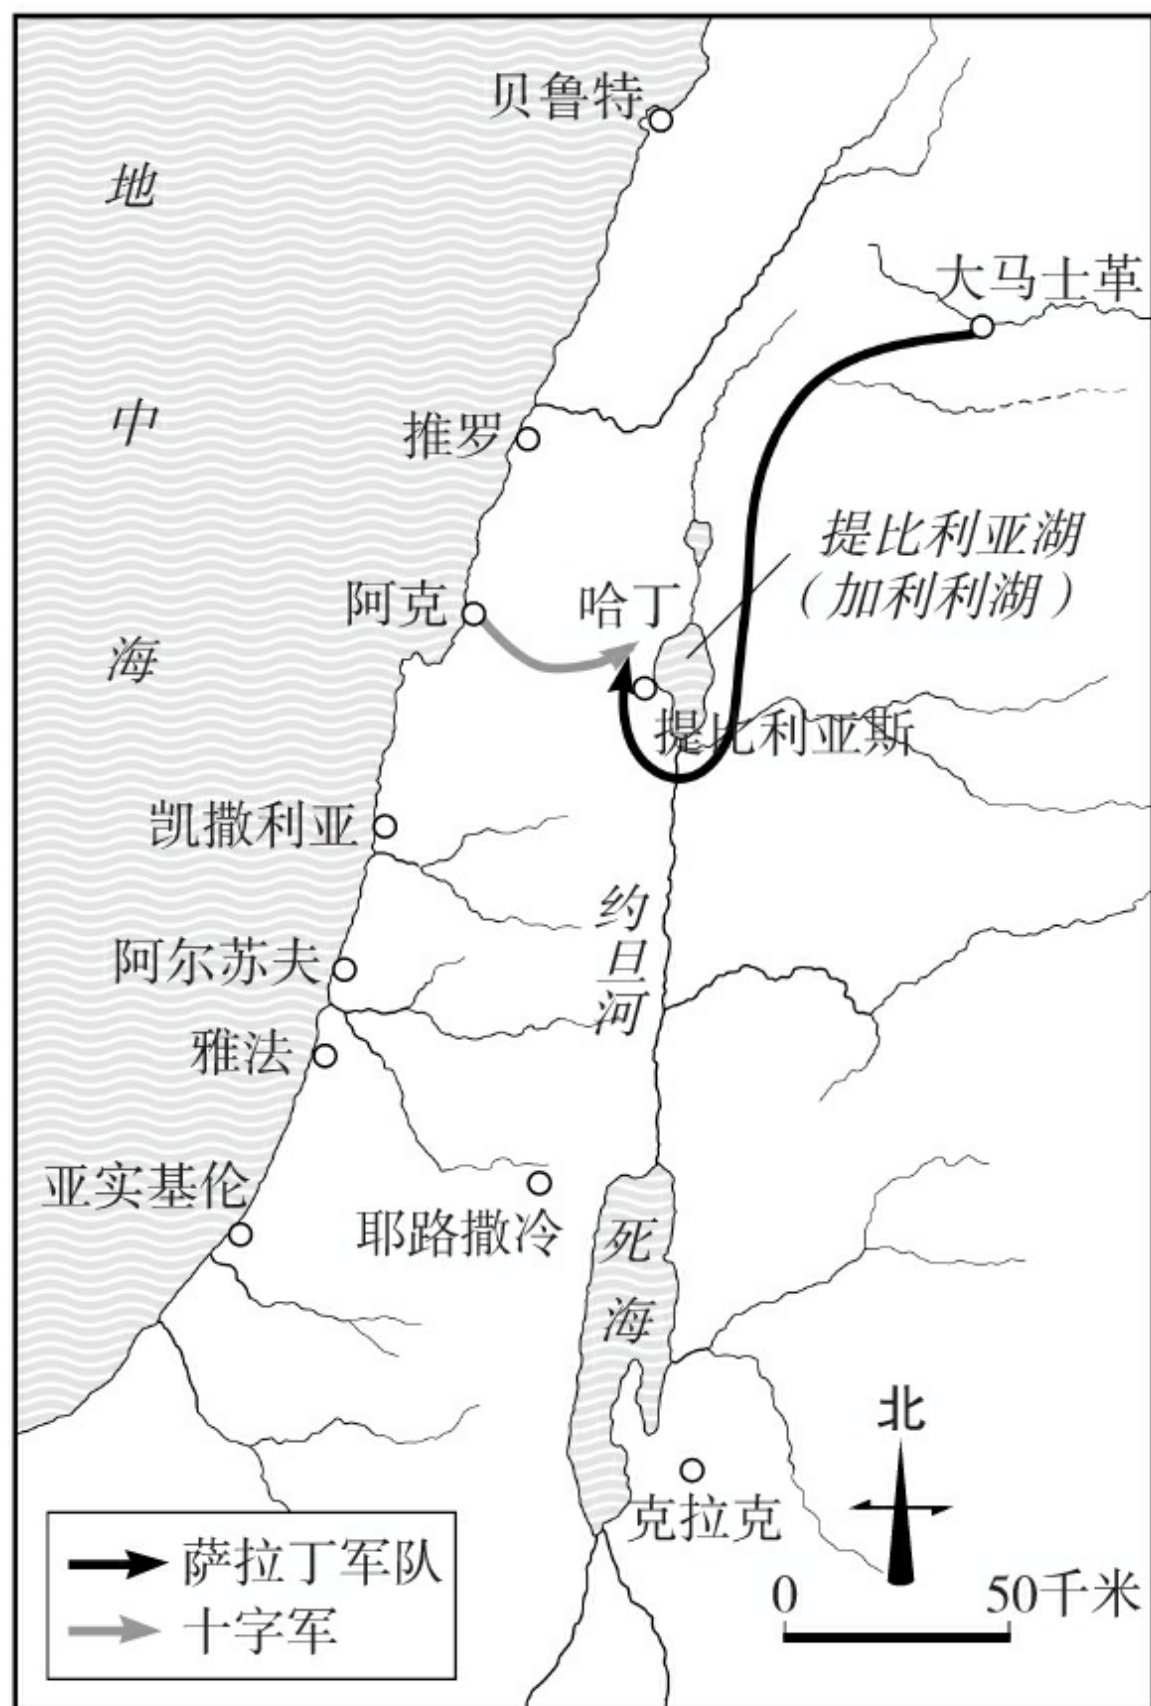 贝鲁特
地中海
大马士革
推罗
提比利亚湖
（加利利湖）
阿克
哈丁
提比利亚斯
凯撒利亚
约旦河
阿尔苏夫
雅法
亚实基伦
耶路撒冷
死海
北
克拉克
萨拉丁军队
十字军
0 50千米